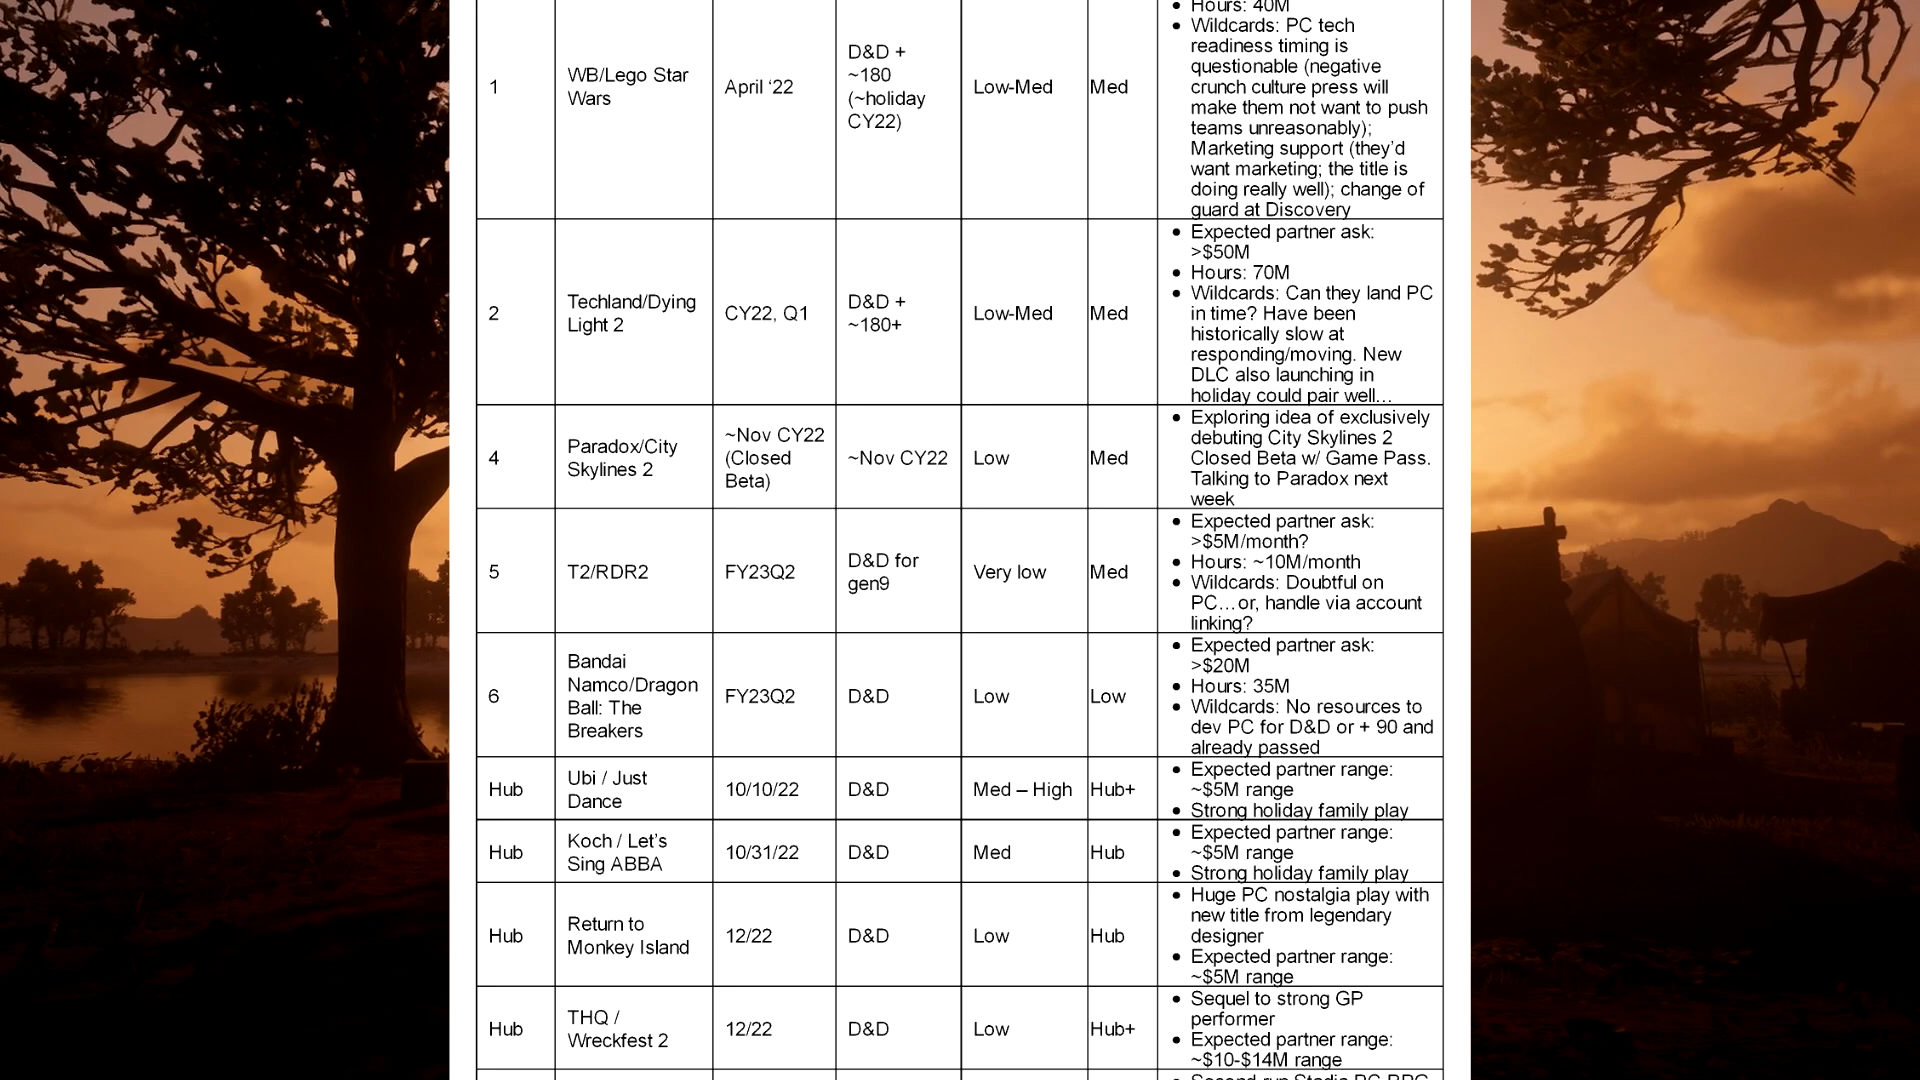 Hours: 40M
Wildcards: PC tech
readiness timing is
questionable (negative
crunch culture press will
make them not want to push
teams unreasonably);
Marketing support (they'd
want marketing; the title is
doing really well); change of
guard at Discovery
1
WB/Lego Star
Wars
April ‘22
D&D +
~180
(~holiday
CY22)
Low-Med
Med
2
Techland/Dying
Light 2
CY22, Q1
D&D +
~180+
Low-Med
Med
Expected partner ask:
>$50M
Hours: 70M
Wildcards: Can they land PC
in time? Have been
historically slow at
responding/moving. New
DLC also launching in
holiday could pair well…
4
Paradox/City
Skylines 2
~Nov CY22
(Closed
Beta)
~Nov CY22
Low
Med
Exploring idea of exclusively
debuting City Skylines 2
Closed Beta w/ Game Pass.
Talking to Paradox next
week
5
T2/RDR2
FY23Q2
D&D for
gen9
Very low
Med
Expected partner ask:
>$5M/month?
Hours: ~10M/month
Wildcards: Doubtful on
PC…or, handle via account
linking?
6
Bandai
Namco/Dragon
Ball: The
Breakers
FY23Q2
D&D
Low
Low
Expected partner ask:
>$20M
Hours: 35M
Wildcards: No resources to
dev PC for D&D or + 90 and
already passed
Hub
Ubi / Just
Dance
10/10/22
D&D
Med – High
Hub+
Expected partner range:
~$5M range
Strong holiday family play
Hub
Koch / Let’s
Sing ABBA
10/31/22
D&D
Med
Hub
Expected partner range:
~$5M range
Strong holiday family play
Hub
Return to
Monkey Island
12/22
D&D
Low
Hub
Huge PC nostalgia play with
new title from legendary
designer
Expected partner range:
~$5M range
Hub
THQ /
Wreckfest 2
12/22
D&D
Low
Hub+
Sequel to strong GP
performer
Expected partner range:
~$10-$14M range
Second run Stadia PC RPG